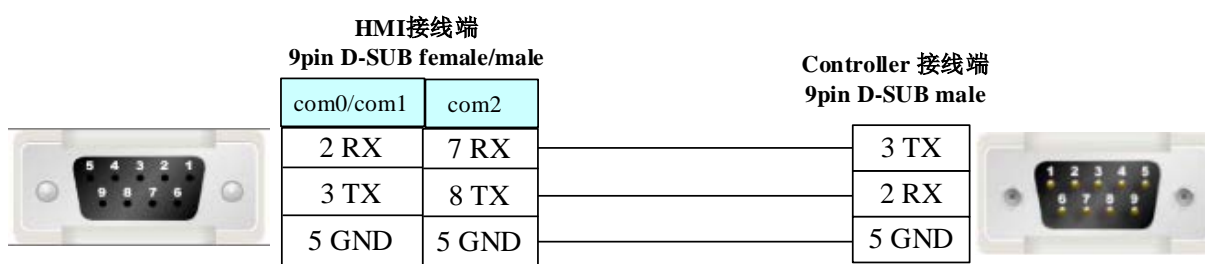 HMI接线端
9pin D-SUB female/male
com0/com1 com2
2 RX 7 RX
3 TX 8 TX
5 GND 5 GND
Controller 接线端
9pin D-SUB male
3 TX
2 RX
5 GND
5 4 3 2 1
9 8 7 6
1 2 3 4 5
6 7 8 9